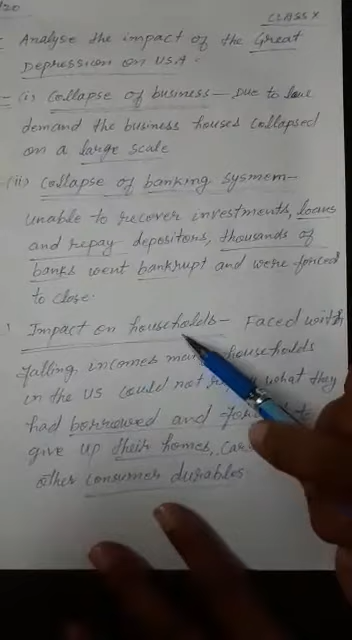 20
CLASS X
Analyse the impact of the Great
Depression on U.S.A.
(i) Collapse of business - Due to low
demand the business houses collapsed
on a large scale
(ii) Collapse of banking sysmem-
Unable to recover investments, loans
and repay depositors, thousands of
banks went bankrupt and were forced
to close.
Impact on households - Faced with
falling incomes many households
in the US could not what they
had borrowed and
give up their homes, cars
other consumer durables